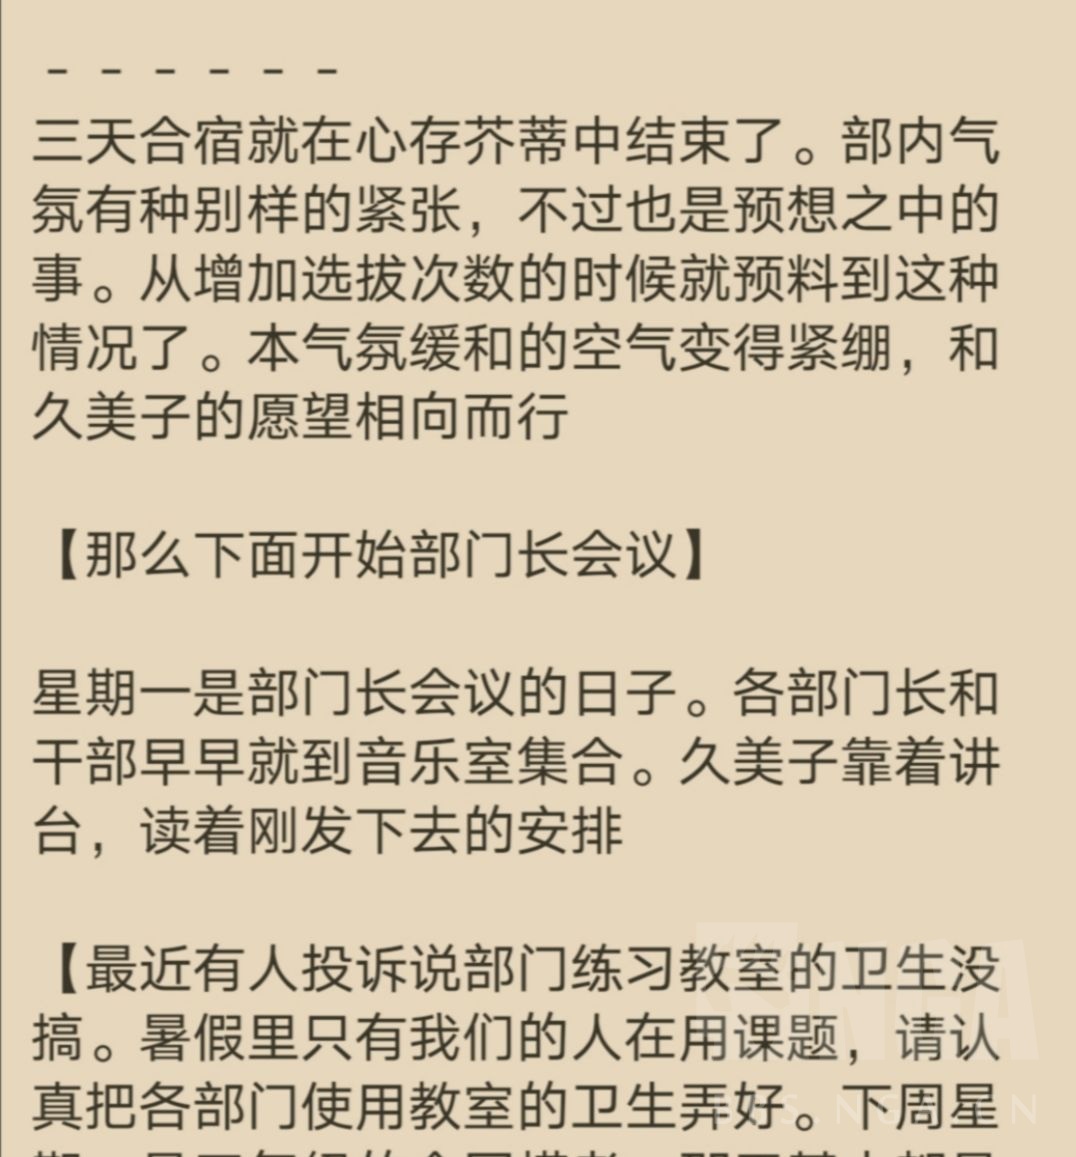 - - - - - -
三天合宿就在心存芥蒂中结束了。部内气
氛有种别样的紧张，不过也是预想之中的
事。从增加选拔次数的时候就预料到这种
情况了。本气氛缓和的空气变得紧绷，和
久美子的愿望相向而行
【那么下面开始部门长会议】
星期一是部门长会议的日子。各部门长和
干部早早就到音乐室集合。久美子靠着讲
台，读着刚发下去的安排
【最近有人投诉说部门练习教室的卫生没
搞。暑假里只有我们的人在用课题，请认
真把各部门使用教室的卫生弄好。下周星
NGA
BBS.NGA.CN